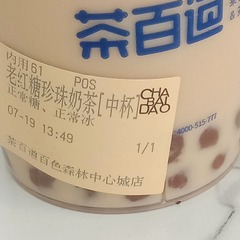 茶百道
内用61 POS
老红糖珍珠奶茶[中杯]
正常糖、正常冰
07-19 13:49
1/1
茶百道百色森林中心城店
CHA
BAI
DAO
4000-515-777